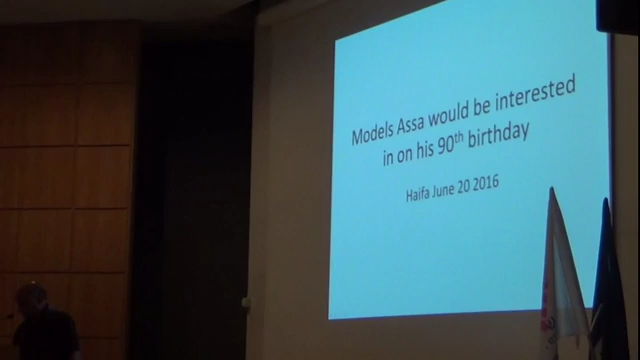 Models Assa would be interested
in on his 90th birthday
Haifa June 20 2016